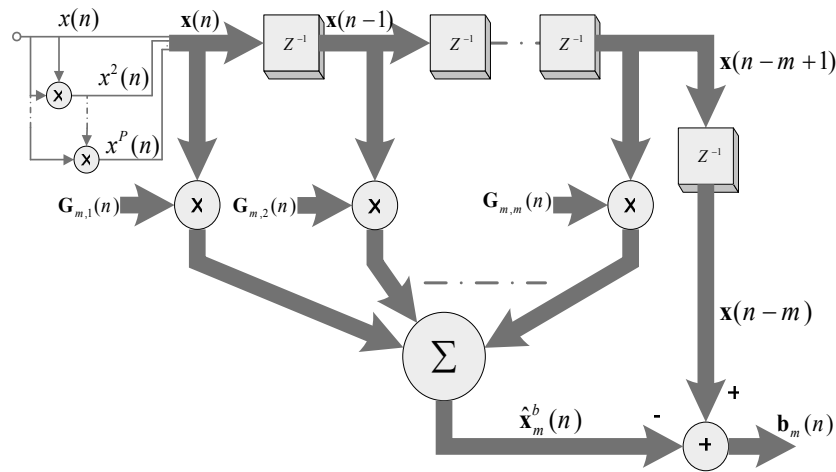 x(n)
𝐱(n)
𝐱(n−1)
Z⁻¹
Z⁻¹
Z⁻¹
x²(n)
𝐱(n−m+1)
x^P(n)
Z⁻¹
×
×
𝐆_{m,1}(n)
×
𝐆_{m,2}(n)
×
𝐆_{m,m}(n)
×
𝐱(n−m)
Σ
𝐱̂_m^b(n)
-
+
+
𝐛_m(n)